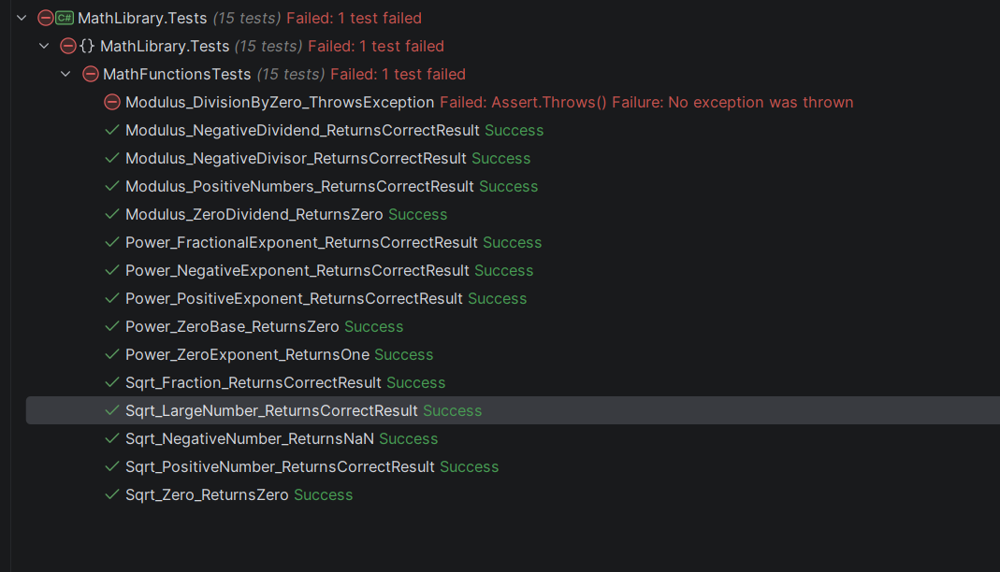 C# MathLibrary.Tests (15 tests) Failed: 1 test failed
{} MathLibrary.Tests (15 tests) Failed: 1 test failed
MathFunctionsTests (15 tests) Failed: 1 test failed
Modulus_DivisionByZero_ThrowsException Failed: Assert.Throws() Failure: No exception was thrown
Modulus_NegativeDividend_ReturnsCorrectResult Success
Modulus_NegativeDivisor_ReturnsCorrectResult Success
Modulus_PositiveNumbers_ReturnsCorrectResult Success
Modulus_ZeroDividend_ReturnsZero Success
Power_FractionalExponent_ReturnsCorrectResult Success
Power_NegativeExponent_ReturnsCorrectResult Success
Power_PositiveExponent_ReturnsCorrectResult Success
Power_ZeroBase_ReturnsZero Success
Power_ZeroExponent_ReturnsOne Success
Sqrt_Fraction_ReturnsCorrectResult Success
Sqrt_LargeNumber_ReturnsCorrectResult Success
Sqrt_NegativeNumber_ReturnsNaN Success
Sqrt_PositiveNumber_ReturnsCorrectResult Success
Sqrt_Zero_ReturnsZero Success